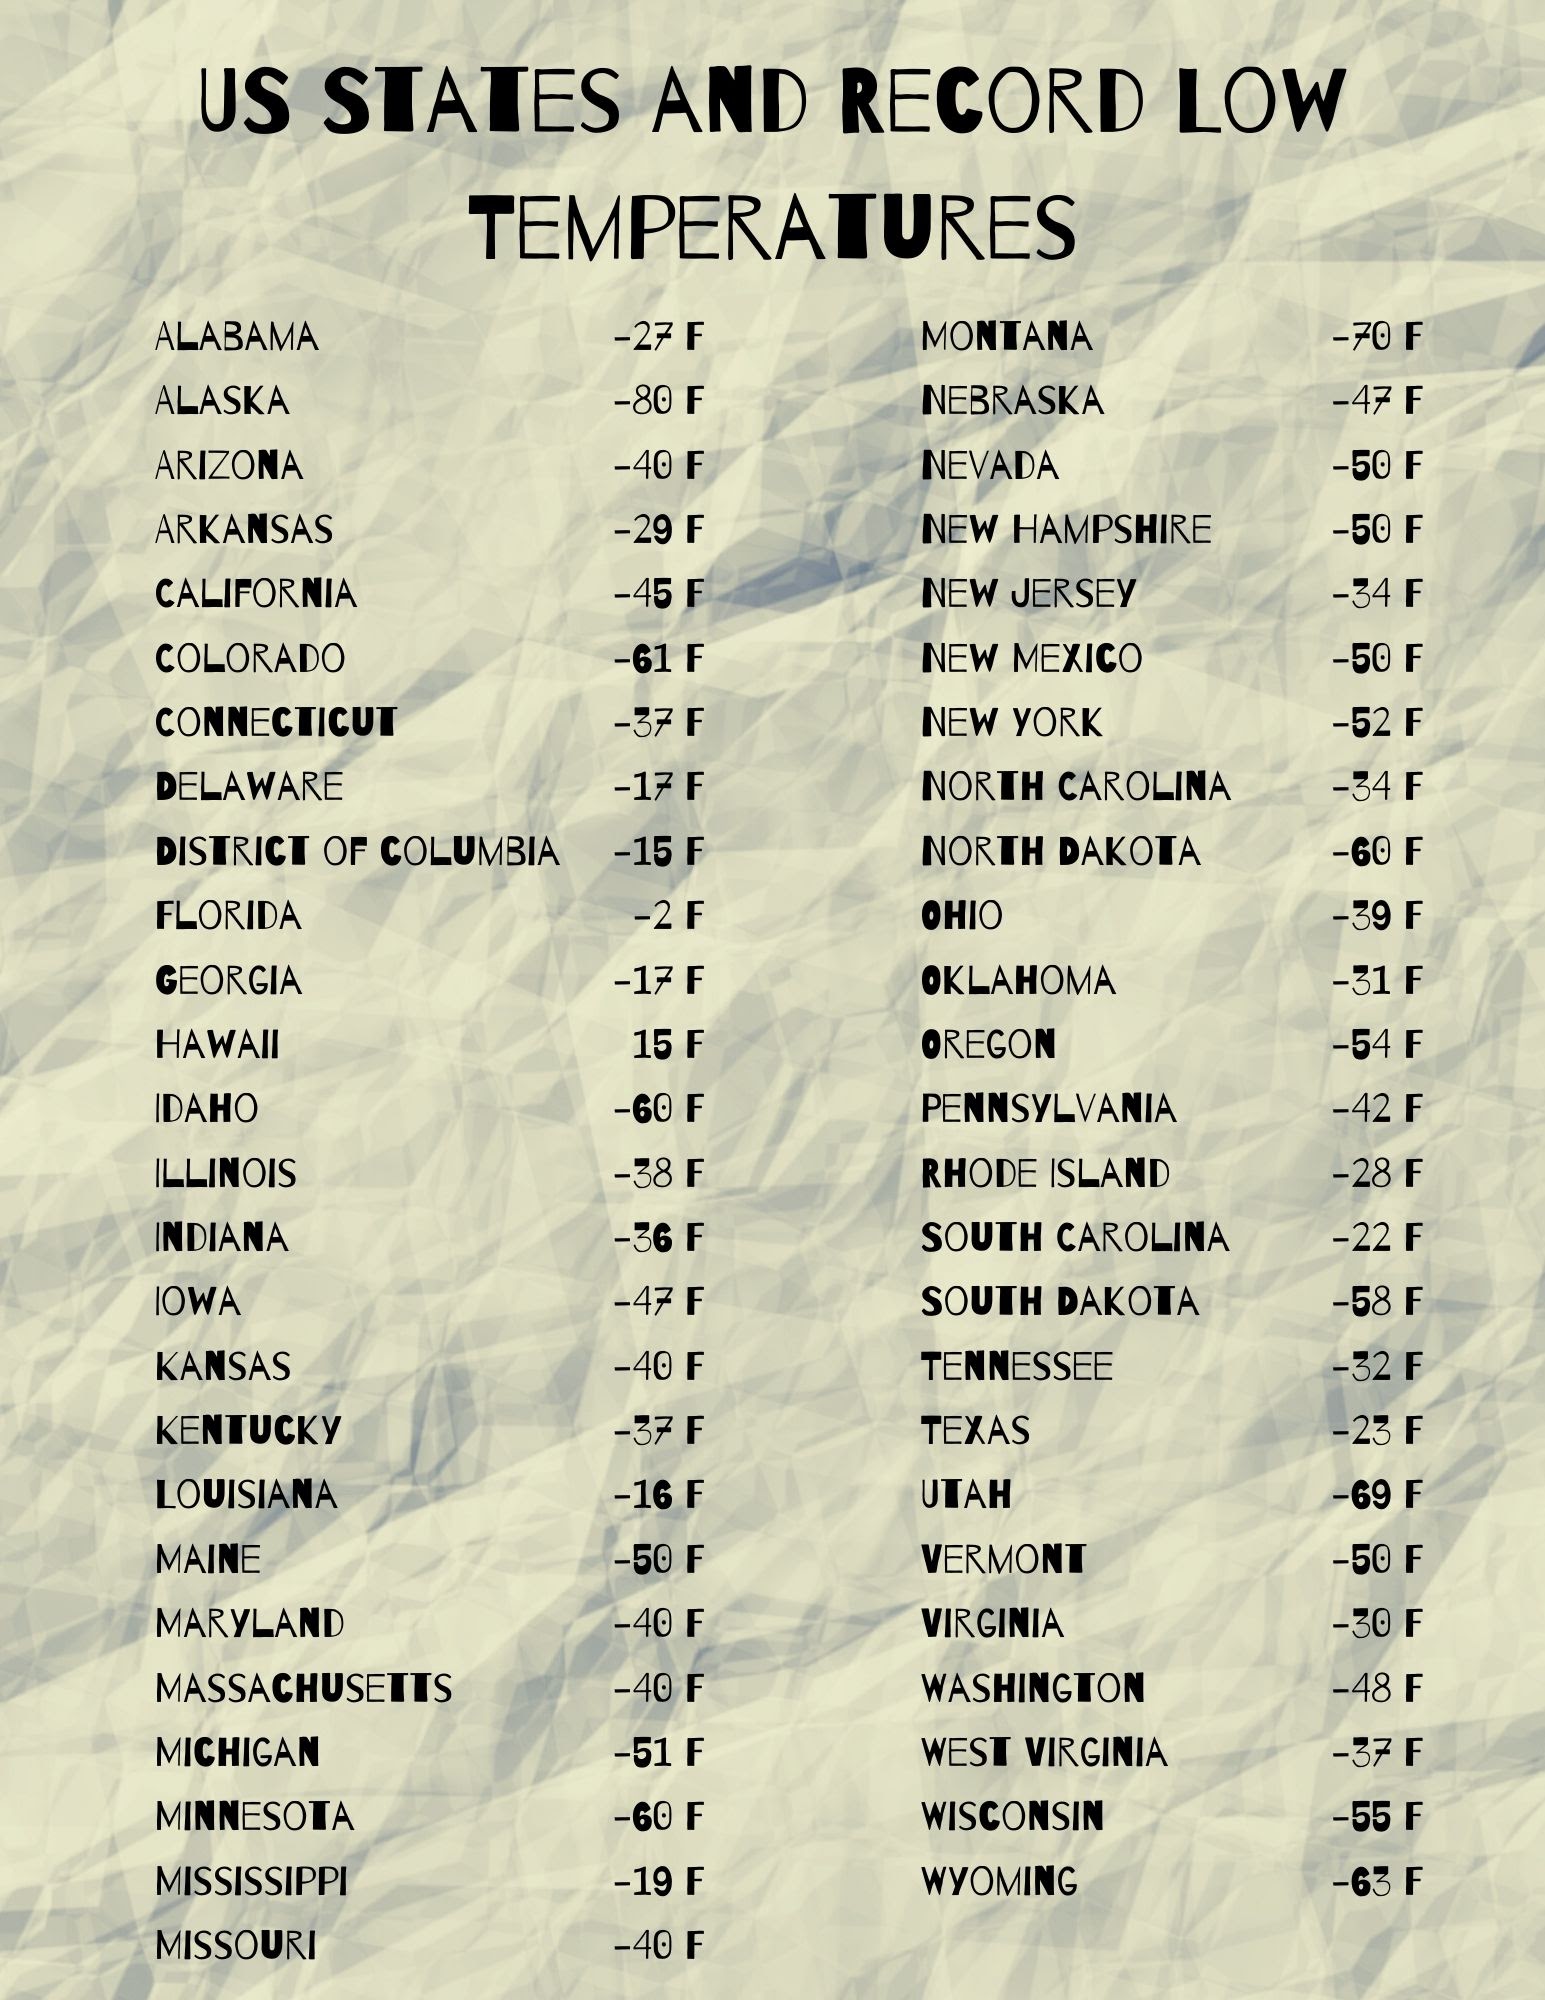 US STATES AND RECORD LOW
TEMPERATURES
ALABAMA -27 F
ALASKA -80 F
ARIZONA -40 F
ARKANSAS -29 F
CALIFORNIA -45 F
COLORADO -61 F
CONNECTICUT -37 F
DELAWARE -17 F
DISTRICT OF COLUMBIA -15 F
FLORIDA -2 F
GEORGIA -17 F
HAWAII 15 F
IDAHO -60 F
ILLINOIS -38 F
INDIANA -36 F
IOWA -47 F
KANSAS -40 F
KENTUCKY -37 F
LOUISIANA -16 F
MAINE -50 F
MARYLAND -40 F
MASSACHUSETTS -40 F
MICHIGAN -51 F
MINNESOTA -60 F
MISSISSIPPI -19 F
MISSOURI -40 F
MONTANA -70 F
NEBRASKA -47 F
NEVADA -50 F
NEW HAMPSHIRE -50 F
NEW JERSEY -34 F
NEW MEXICO -50 F
NEW YORK -52 F
NORTH CAROLINA -34 F
NORTH DAKOTA -60 F
OHIO -39 F
OKLAHOMA -31 F
OREGON -54 F
PENNSYLVANIA -42 F
RHODE ISLAND -28 F
SOUTH CAROLINA -22 F
SOUTH DAKOTA -58 F
TENNESSEE -32 F
TEXAS -23 F
UTAH -69 F
VERMONT -50 F
VIRGINIA -30 F
WASHINGTON -48 F
WEST VIRGINIA -37 F
WISCONSIN -55 F
WYOMING -63 F